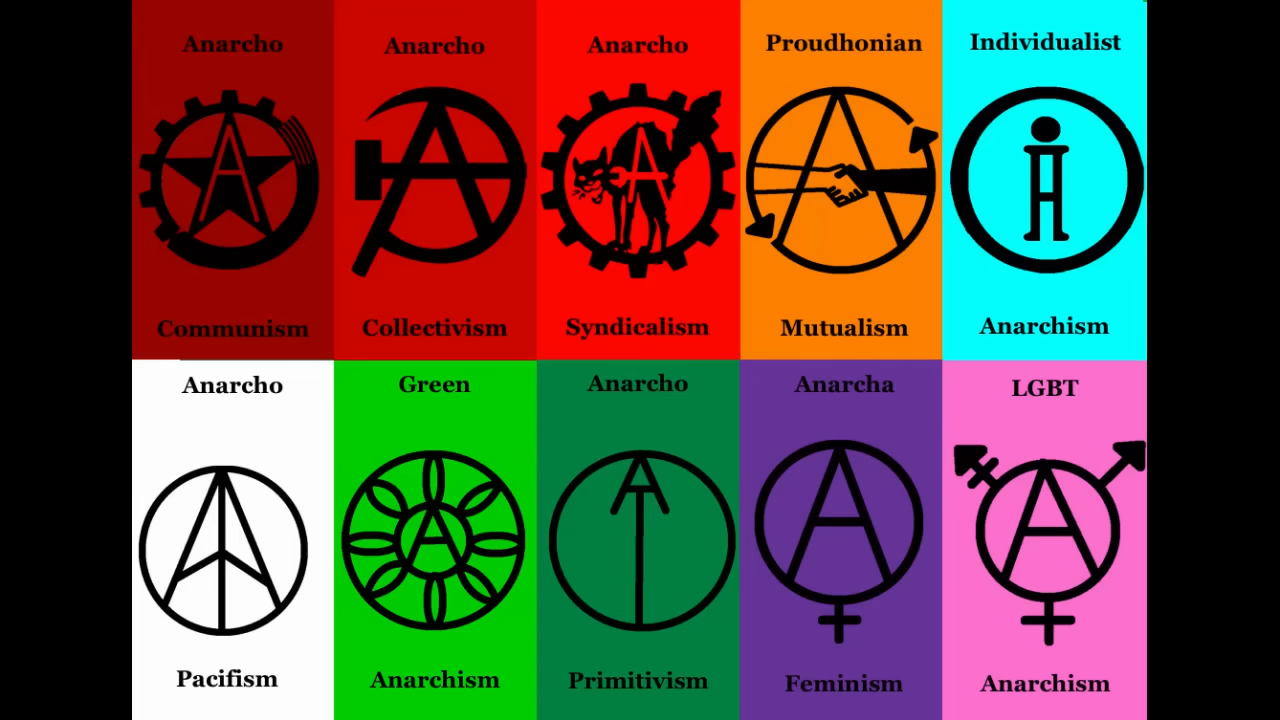 Anarcho
Communism
Anarcho
Collectivism
Anarcho
Syndicalism
Proudhonian
Mutualism
Individualist
Anarchism
Anarcho
Pacifism
Green
Anarchism
Anarcho
Primitivism
Anarcha
Feminism
LGBT
Anarchism